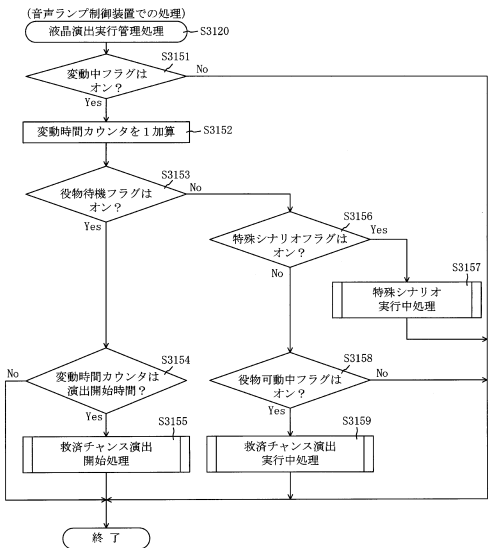 (音声ランプ制御装置での処理)
液晶演出実行管理処理
S3120
S3151
変動中フラグは
オン?
No
Yes
変動時間カウンタを1加算
S3152
S3153
役物待機フラグは
オン?
No
Yes
S3156
特殊シナリオフラグは
オン?
Yes
No
S3157
特殊シナリオ
実行中処理
S3154
変動時間カウンタは
演出開始時間?
No
Yes
S3158
役物可動中フラグは
オン?
No
Yes
S3155
救済チャンス演出
開始処理
S3159
救済チャンス演出
実行中処理
終了